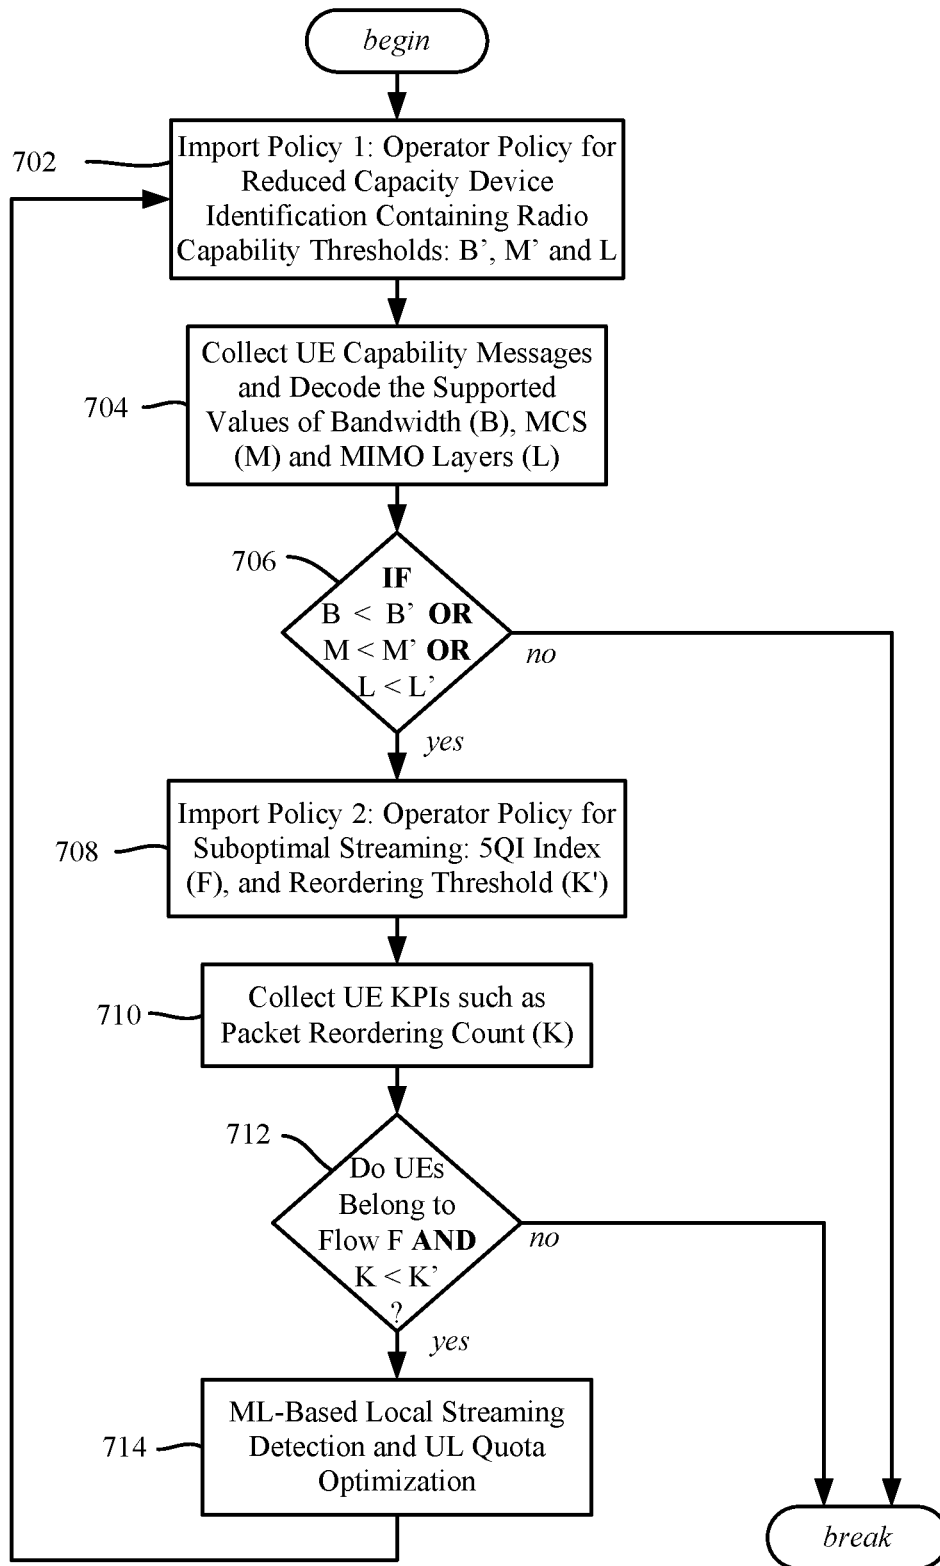 begin
702
Import Policy 1: Operator Policy for
Reduced Capacity Device
Identification Containing Radio
Capability Thresholds: B’, M’ and L
704
Collect UE Capability Messages
and Decode the Supported
Values of Bandwidth (B), MCS
(M) and MIMO Layers (L)
706
IF
B < B’ OR
M < M’ OR
L < L’
no
yes
708
Import Policy 2: Operator Policy for
Suboptimal Streaming: 5QI Index
(F), and Reordering Threshold (K')
710
Collect UE KPIs such as
Packet Reordering Count (K)
712
Do UEs
Belong to
Flow F AND
K < K’
?
no
yes
714
ML-Based Local Streaming
Detection and UL Quota
Optimization
break